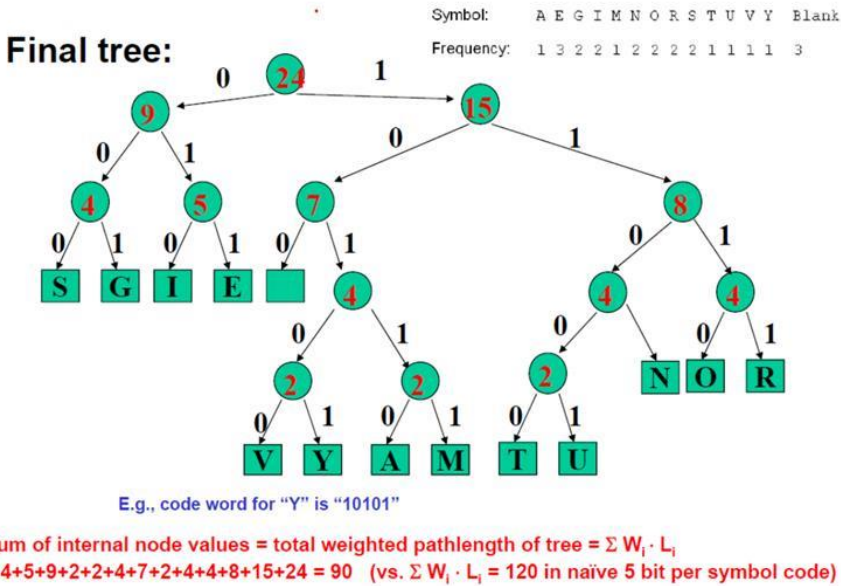 Symbol: A E G I M N O R S T U V Y Blank
Final tree:
Frequency: 1 3 2 2 1 2 2 2 2 1 1 1 1 3
0 24 1
9 15
0 1 0 1
4 5 7 8
0 1 0 1 0 1 0 1
S G I E 4 4 4
0 1 0 0 1
2 2 2 N O R
0 1 0 1 0 1
V Y A M T U
E.g., code word for “Y” is “10101”
um of internal node values = total weighted pathlength of tree = Σ Wi · Li
4+5+9+2+2+4+7+2+4+4+8+15+24 = 90 (vs. Σ Wi · Li = 120 in naïve 5 bit per symbol code)